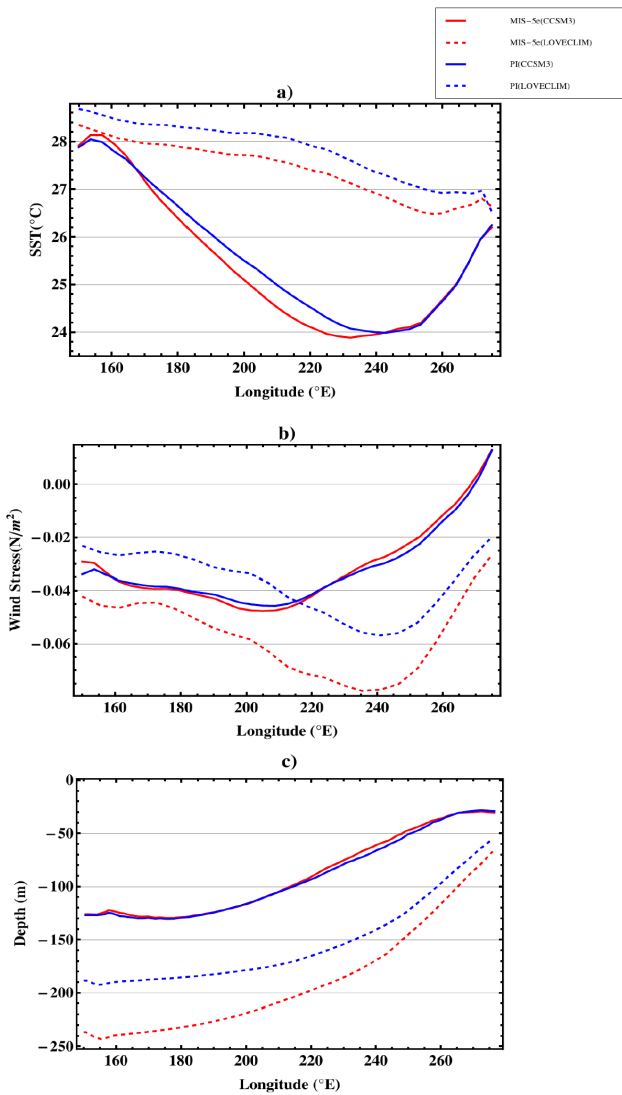 MIS-5e(CCSM3)
MIS-5e(LOVECLIM)
PI(CCSM3)
PI(LOVECLIM)
a)
28
27
26
25
24
SST(°C)
160 180 200 220 240 260
Longitude (°E)
b)
0.00
-0.02
-0.04
-0.06
Wind Stress(N/m²)
160 180 200 220 240 260
Longitude (°E)
c)
0
-50
-100
-150
-200
-250
Depth (m)
160 180 200 220 240 260
Longitude (°E)